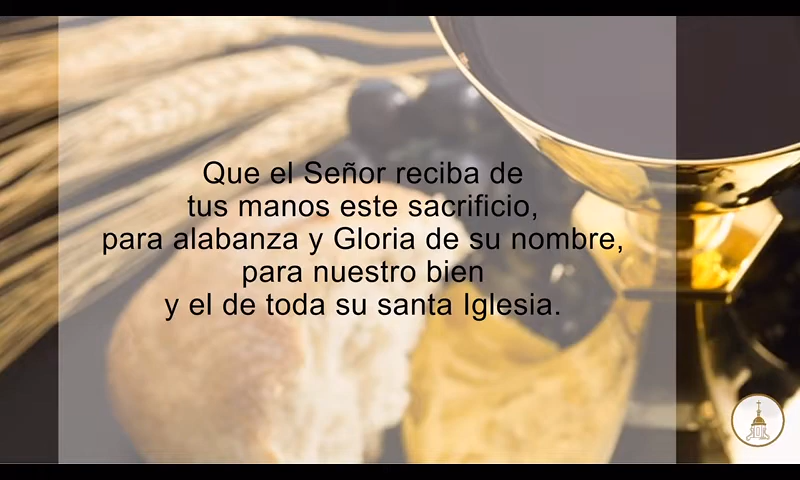 Que el Señor reciba de
tus manos este sacrificio,
para alabanza y Gloria de su nombre,
para nuestro bien
y el de toda su santa Iglesia.